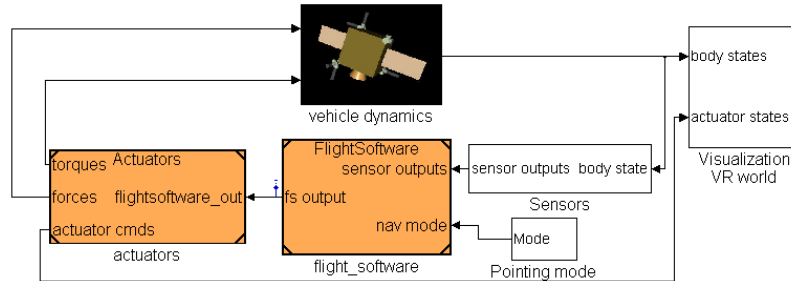 body states
actuator states
Visualization
VR world
vehicle dynamics
Actuators
torques
forces
flightsoftware_out
actuator cmds
actuators
FlightSoftware
sensor outputs
fs output
nav mode
flight_software
sensor outputs body state
Sensors
Mode
Pointing mode